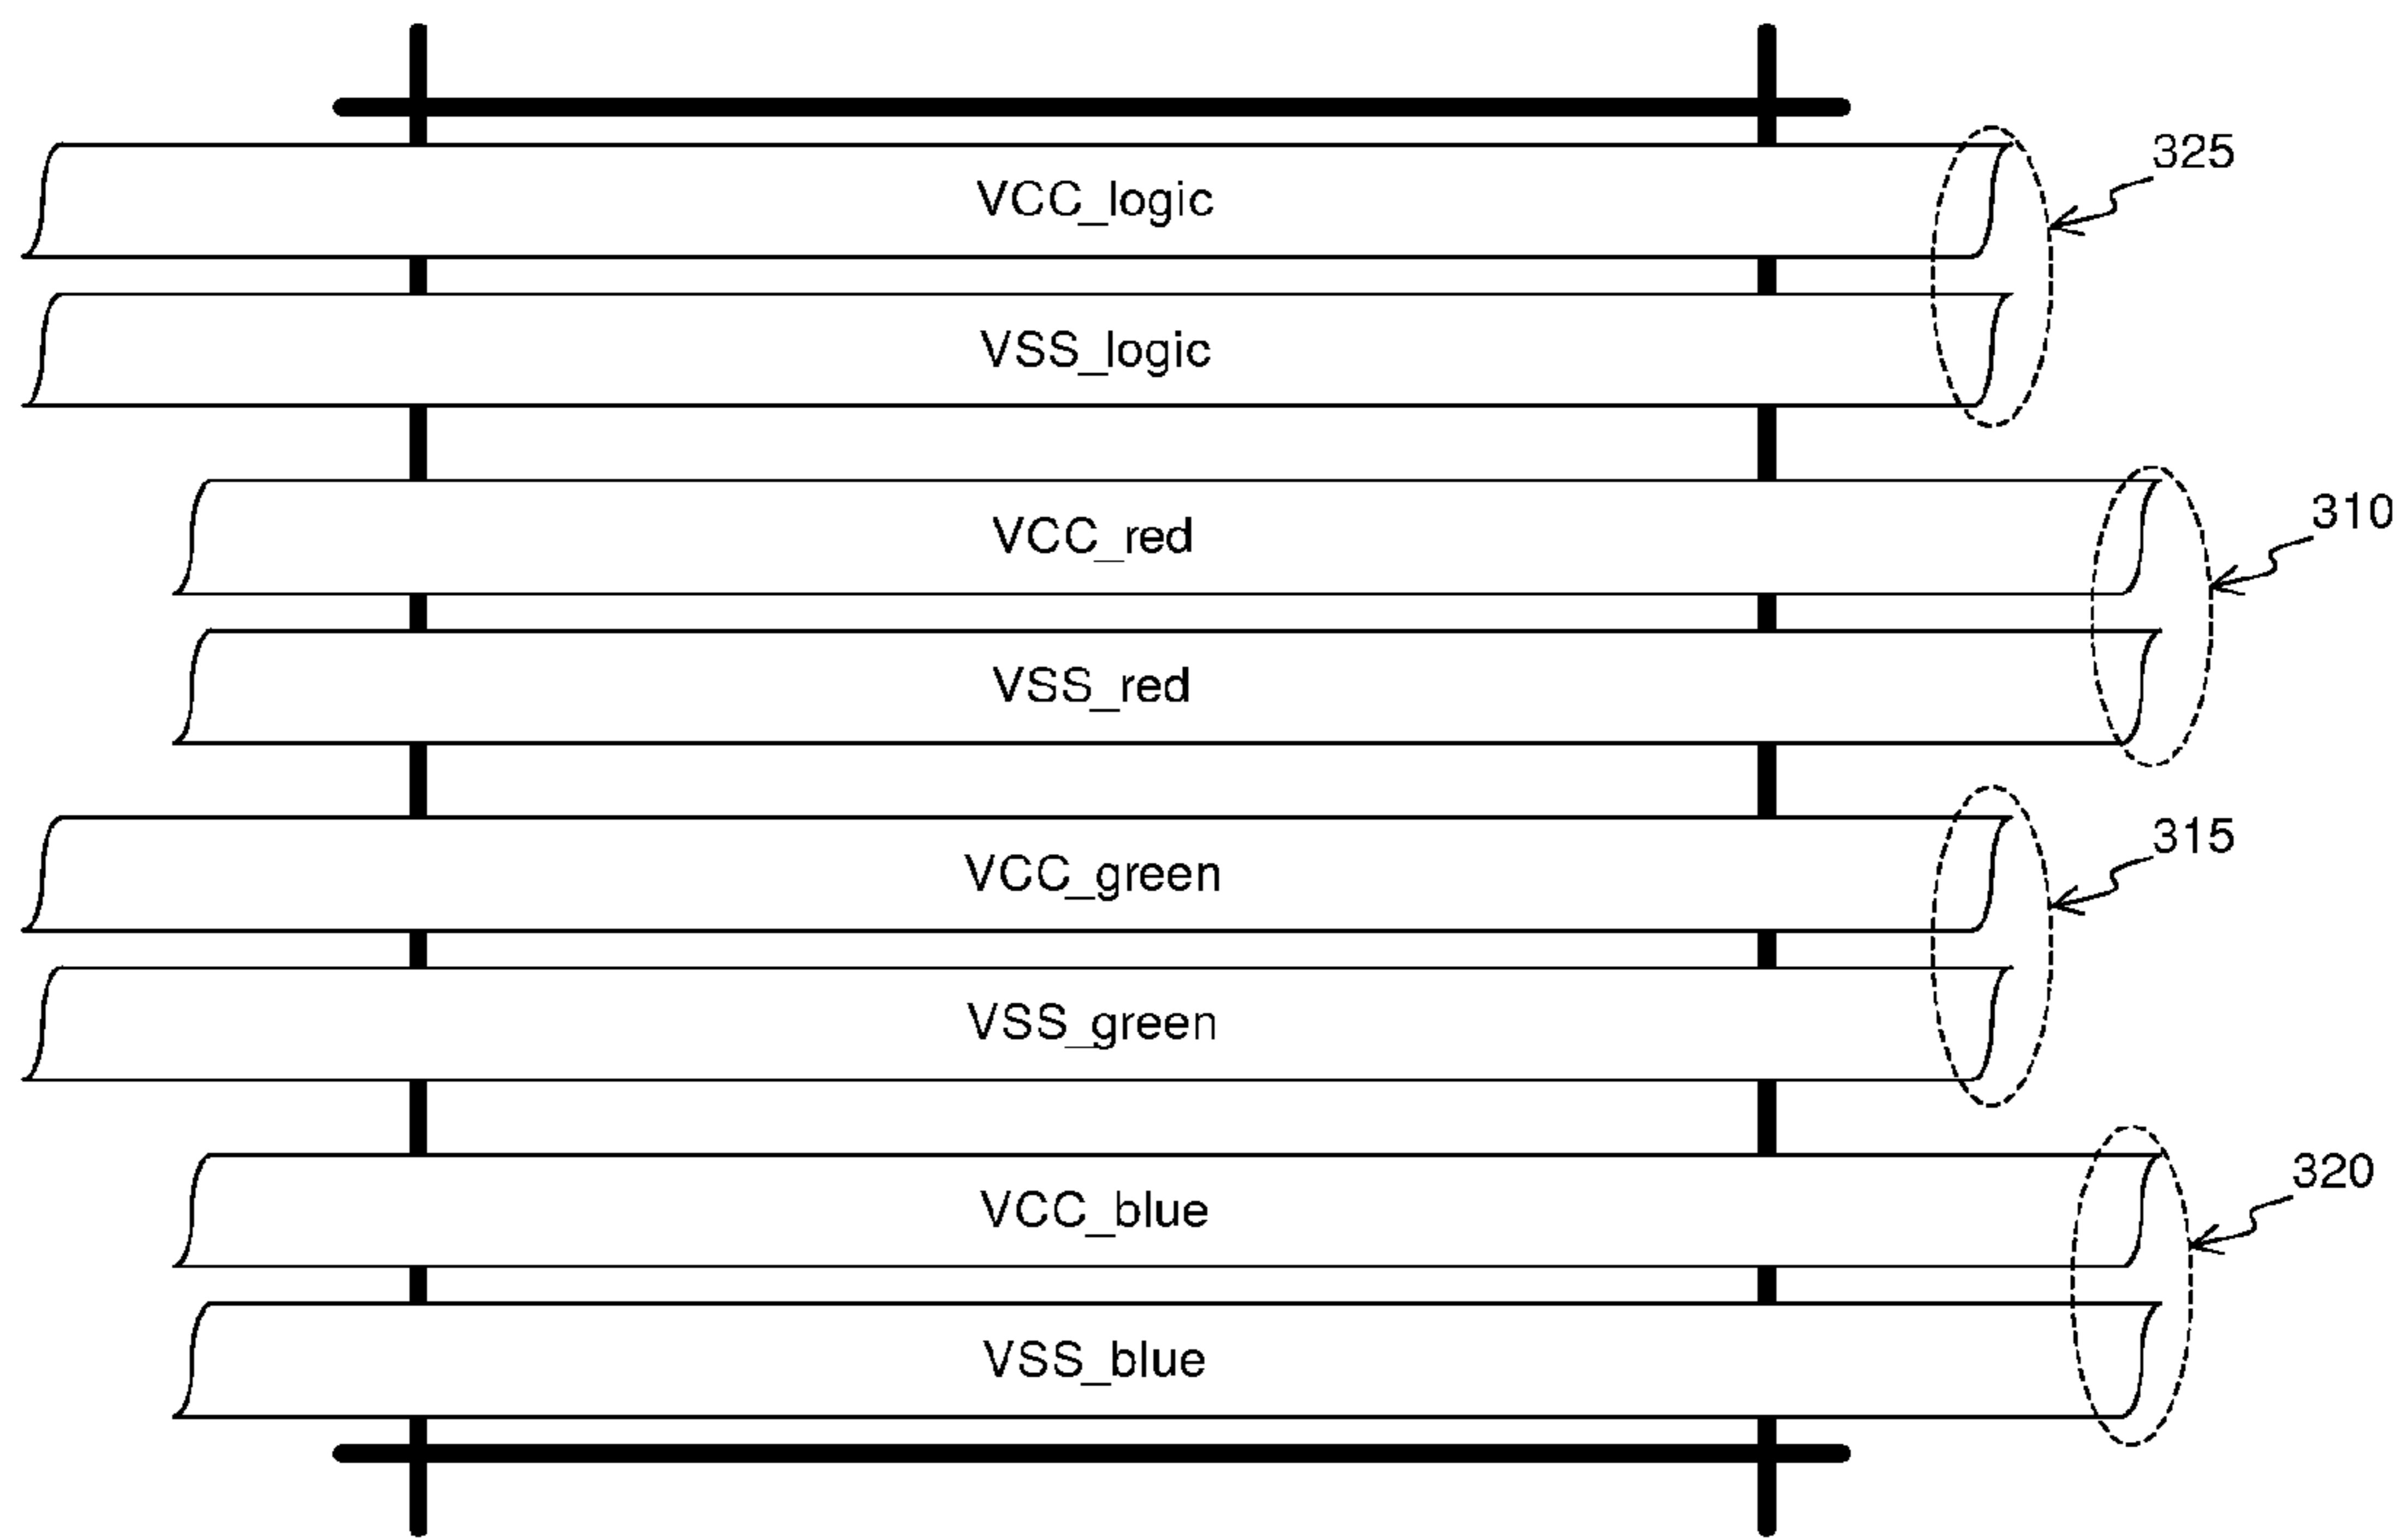 325
VCC_logic
VSS_logic
310
VCC_red
VSS_red
315
VCC_green
VSS_green
320
VCC_blue
VSS_blue